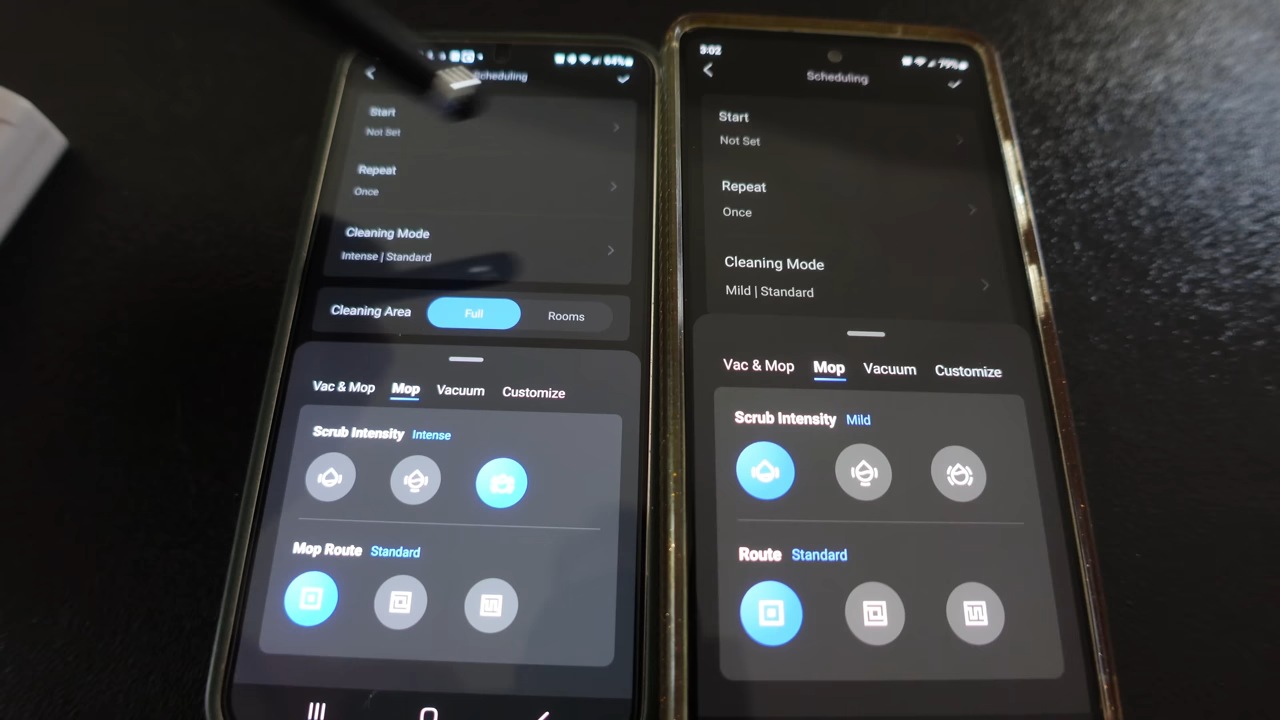 64%
Scheduling
Start
Not Set
Repeat
Once
Cleaning Mode
Intense | Standard
Cleaning Area
Full
Rooms
Vac & Mop
Mop
Vacuum
Customize
Scrub Intensity Intense
Mop Route Standard
3:02
79%
Scheduling
Start
Not Set
Repeat
Once
Cleaning Mode
Mild | Standard
Vac & Mop
Mop
Vacuum
Customize
Scrub Intensity Mild
Route Standard